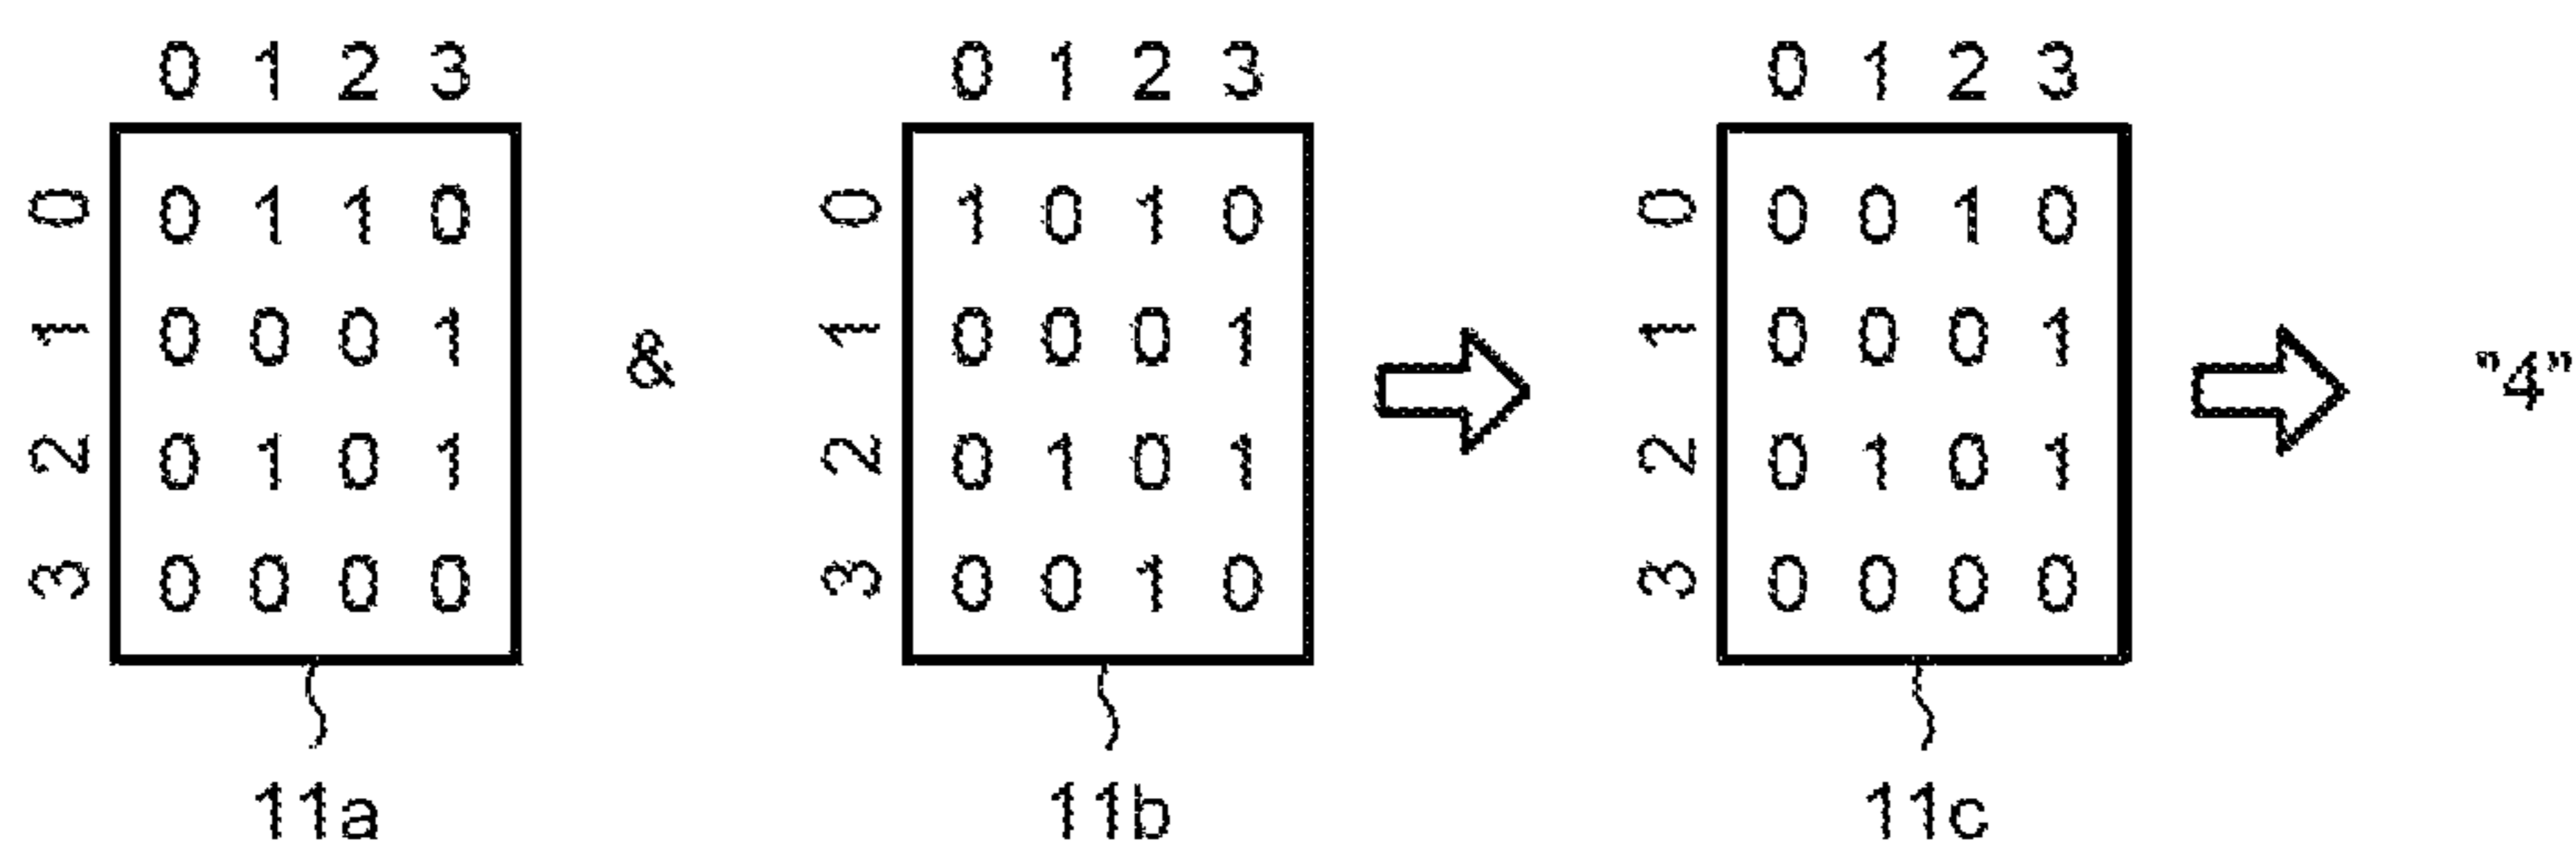 0 1 2 3 0 1 2 3 0 1 2 3
0 0 1 1 0 0 1 0 1 0 0 0 0 1 0
1 0 0 0 1 & 1 0 0 0 1 1 0 0 0 1 "4"
2 0 1 0 1 2 0 1 0 1 2 0 1 0 1
3 0 0 0 0 3 0 0 1 0 3 0 0 0 0
11a 11b 11c